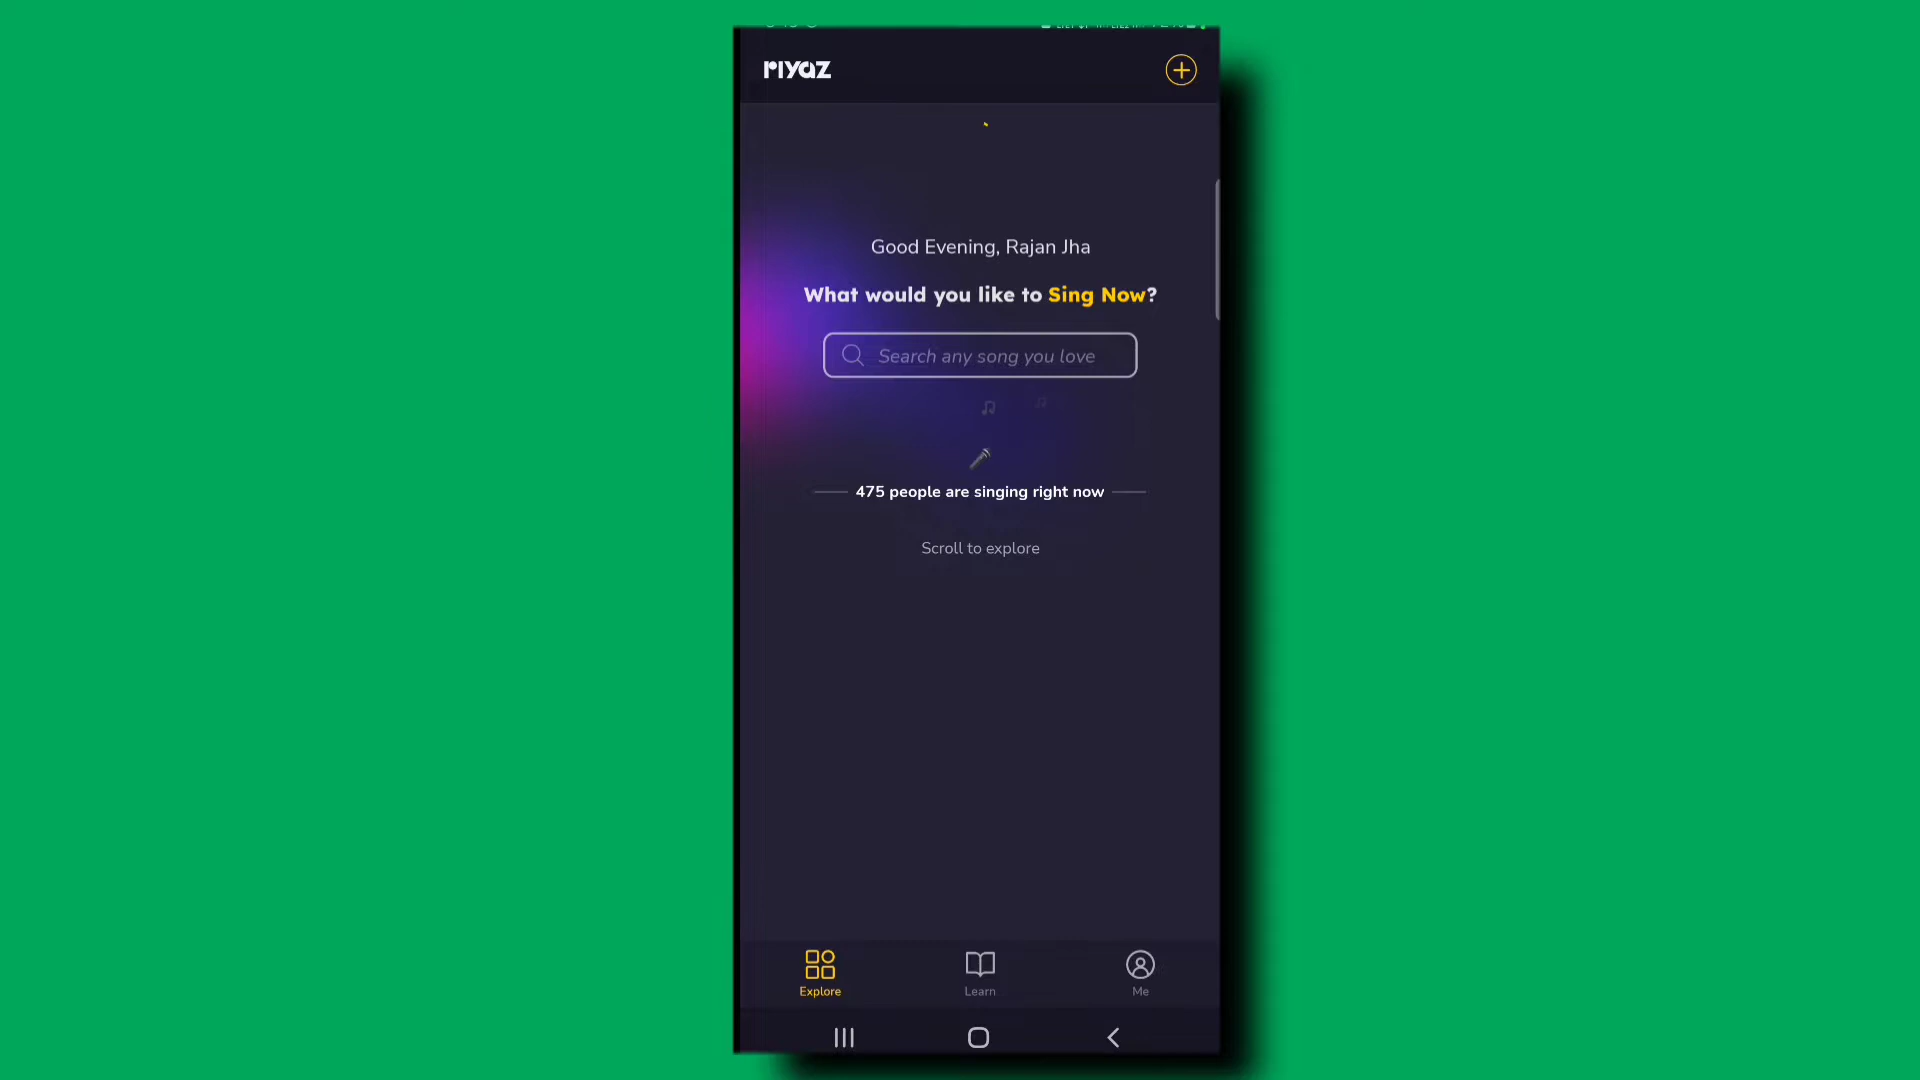 riyaz
Good Evening, Rajan Jha
What would you like to Sing Now?
Search any song you love
475 people are singing right now
Scroll to explore
Explore
Learn
Me